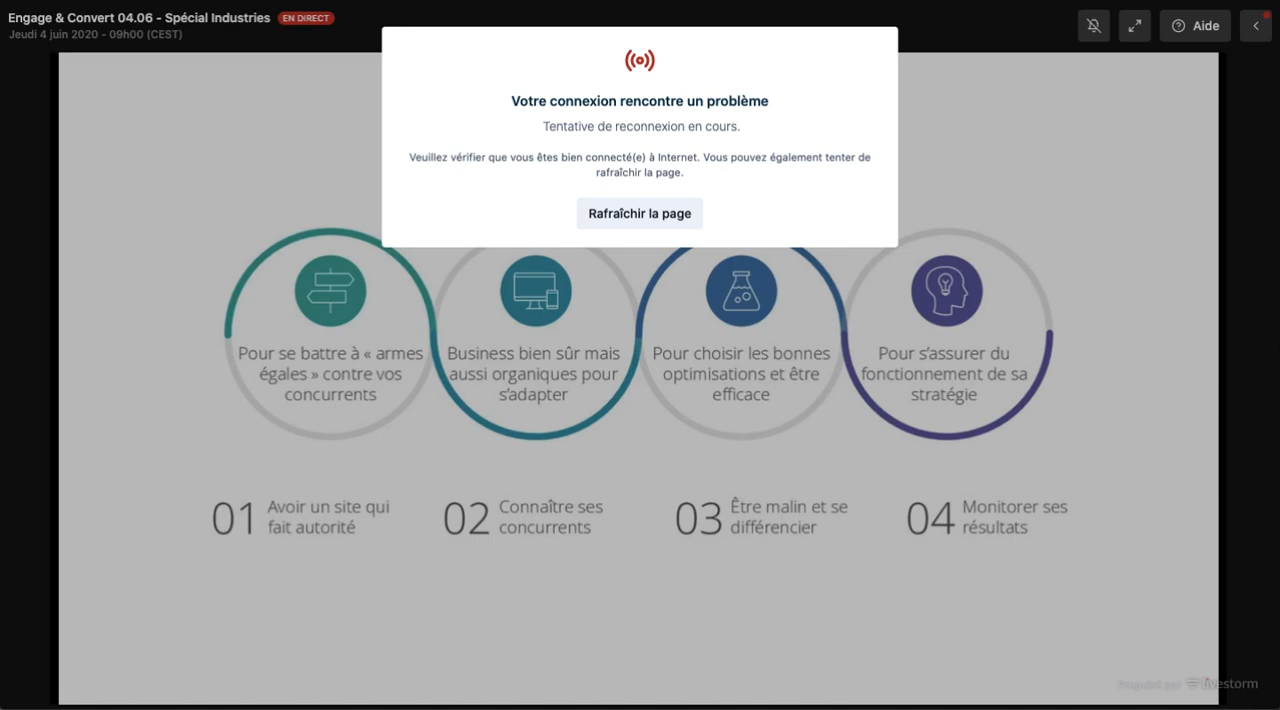 Engage & Convert 04.06 - Spécial Industries
EN DIRECT
Jeudi 4 juin 2020 - 09h00 (CEST)
Aide
Votre connexion rencontre un problème
Tentative de reconnexion en cours.
Veuillez vérifier que vous êtes bien connecté(e) à Internet. Vous pouvez également tenter de
rafraîchir la page.
Rafraîchir la page
Pour se battre à « armes
égales » contre vos
concurrents
Business bien sûr mais
aussi organiques pour
s’adapter
Pour choisir les bonnes
optimisations et être
efficace
Pour s’assurer du
fonctionnement de sa
stratégie
01 Avoir un site qui
fait autorité
02 Connaître ses
concurrents
03 Être malin et se
différencier
04 Monitorer ses
résultats
Propulsé par livestorm